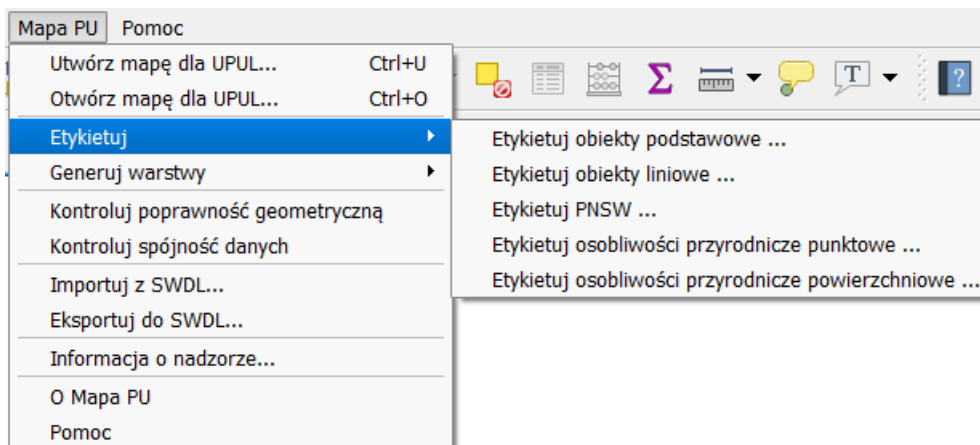 Mapa PU Pomoc
Utwórz mapę dla UPUL... Ctrl+U
Otwórz mapę dla UPUL... Ctrl+O
Etykietuj
Generuj warstwy
Kontroluj poprawność geometryczną
Kontroluj spójność danych
Importuj z SWDL...
Eksportuj do SWDL...
Informacja o nadzorze...
O Mapa PU
Pomoc
Etykietuj obiekty podstawowe ...
Etykietuj obiekty liniowe ...
Etykietuj PNSW ...
Etykietuj osobliwości przyrodnicze punktowe ...
Etykietuj osobliwości przyrodnicze powierzchniowe ...